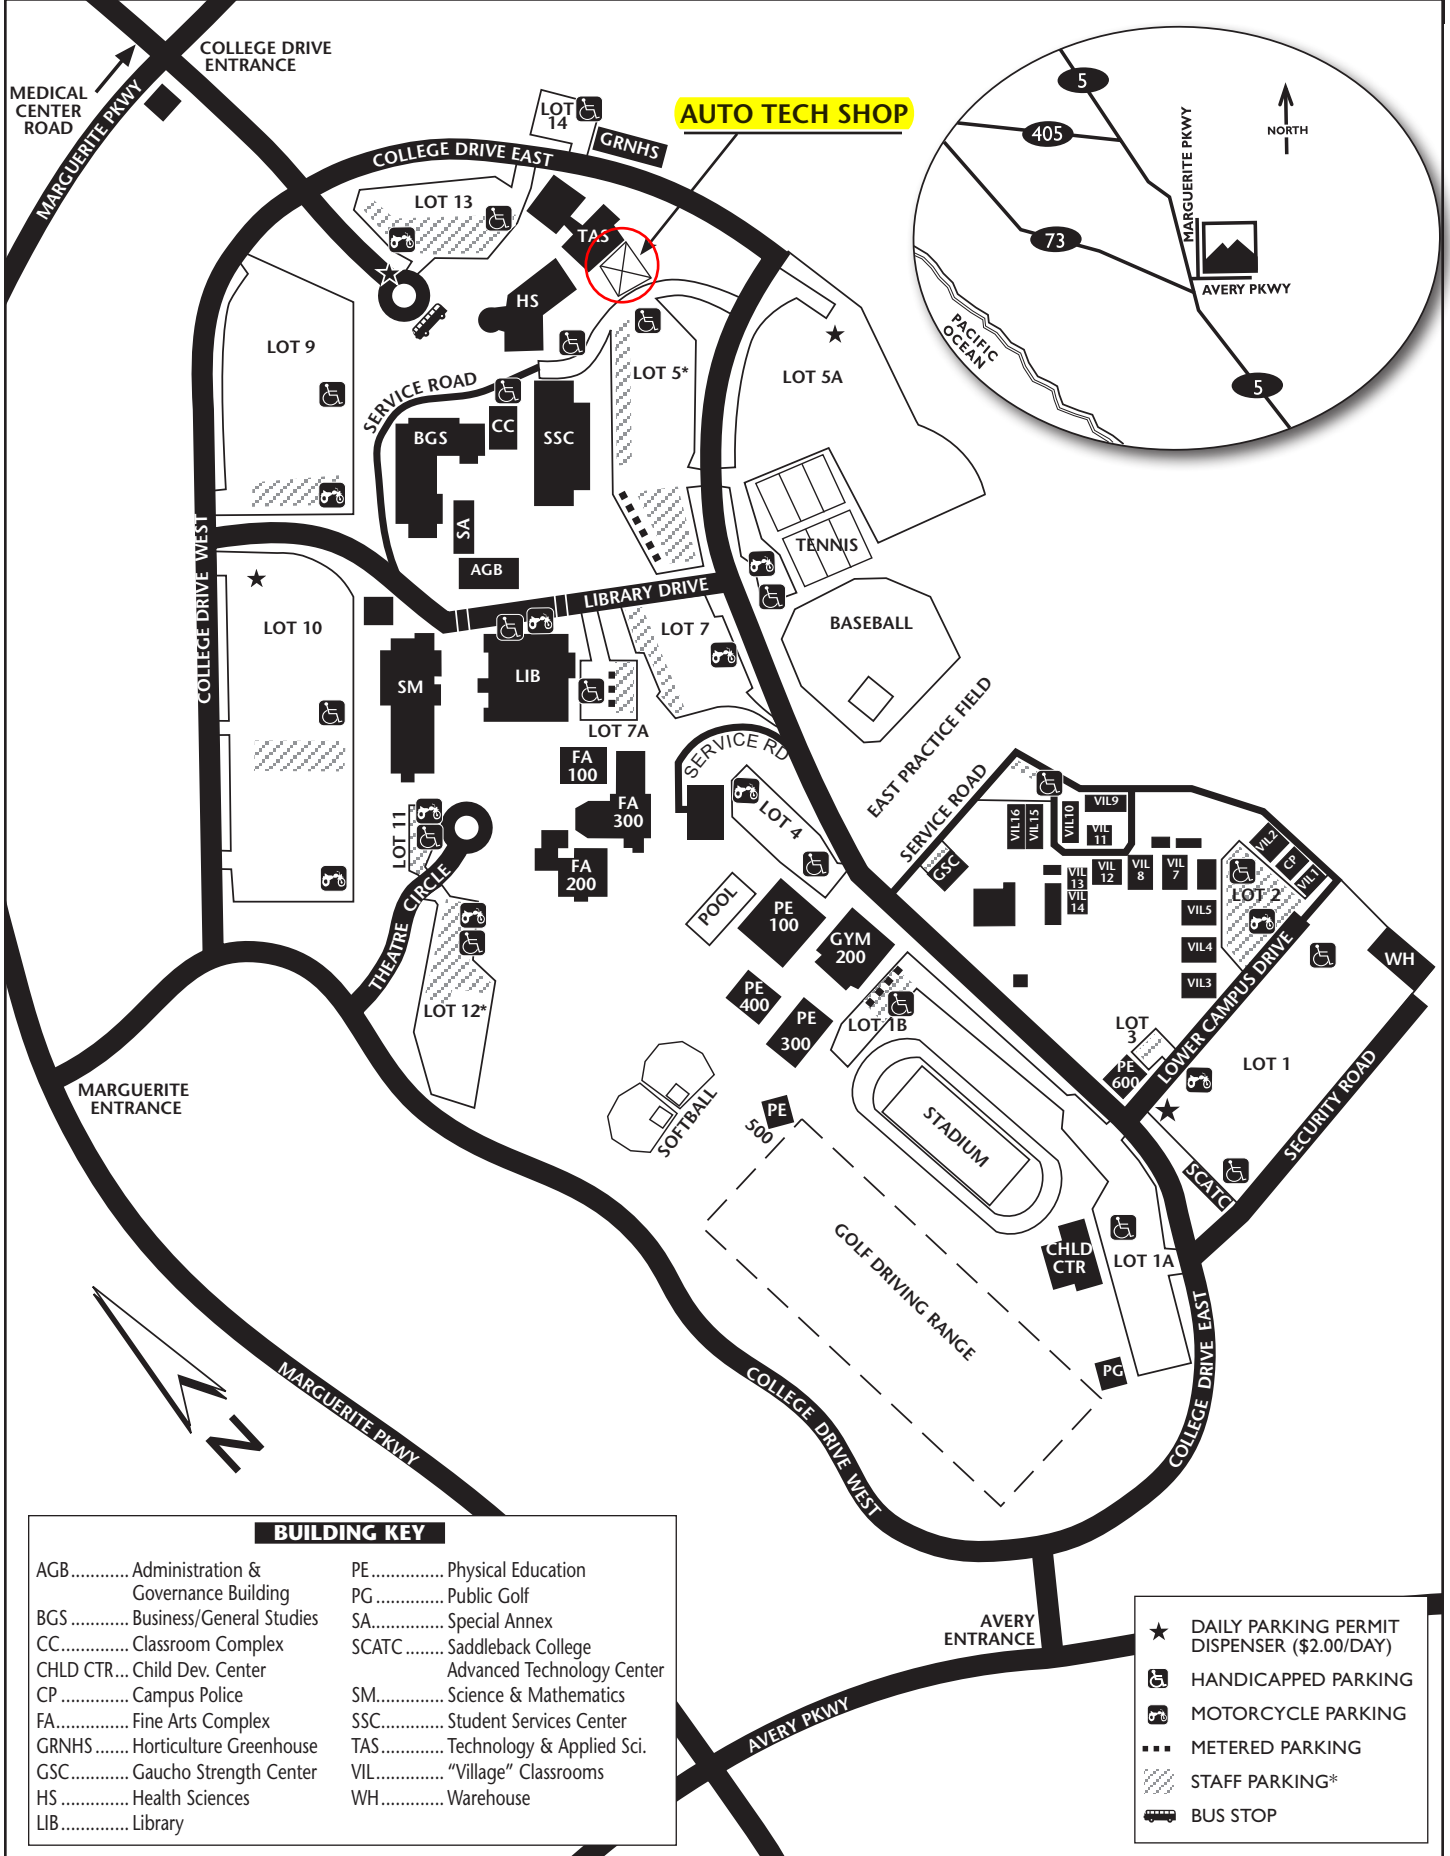 COLLEGE DRIVE
ENTRANCE
MEDICAL
CENTER
ROAD
MARGUERITE PKWY
LOT
14
GRNHS
AUTO TECH SHOP
COLLEGE DRIVE EAST
LOT 13
TAS
HS
LOT 9
LOT 5*
LOT 5A
SERVICE ROAD
BGS
CC
SSC
SA
AGB
TENNIS
COLLEGE DRIVE WEST
LIBRARY DRIVE
LOT 10
LOT 7
BASEBALL
SM
LIB
LOT 7A
SERVICE RD
EAST PRACTICE FIELD
FA
100
FA
300
FA
200
LOT 4
LOT 11
THEATRE CIRCLE
LOT 12*
POOL
PE
100
GYM
200
PE
400
PE
300
LOT 1B
SERVICE ROAD
GSC
VIL16
VIL15
VIL10
VIL9
VIL
11
VIL
12
VIL
13
VIL
14
VIL
8
VIL
7
VIL2
CP
VIL1
LOT 2
VIL5
VIL4
VIL3
WH
LOWER CAMPUS DRIVE
LOT
3
PE
600
LOT 1
SECURITY ROAD
SCATC
MARGUERITE
ENTRANCE
SOFTBALL
PE
500
STADIUM
GOLF DRIVING RANGE
CHLD
CTR
LOT 1A
PG
COLLEGE DRIVE EAST
COLLEGE DRIVE WEST
MARGUERITE PKWY
N
AVERY
ENTRANCE
AVERY PKWY
5
405
73
MARGUERITE PKWY
NORTH
AVERY PKWY
PACIFIC
OCEAN
5
BUILDING KEY
AGB............ Administration &
Governance Building
BGS ........... Business/General Studies
CC............. Classroom Complex
CHLD CTR... Child Dev. Center
CP ............. Campus Police
FA.............. Fine Arts Complex
GRNHS ....... Horticulture Greenhouse
GSC ........... Gaucho Strength Center
HS ............. Health Sciences
LIB ............. Library
PE .............. Physical Education
PG ............. Public Golf
SA.............. Special Annex
SCATC ....... Saddleback College
Advanced Technology Center
SM............. Science & Mathematics
SSC............ Student Services Center
TAS ............ Technology & Applied Sci.
VIL ............. “Village” Classrooms
WH ............ Warehouse
DAILY PARKING PERMIT
DISPENSER ($2.00/DAY)
HANDICAPPED PARKING
MOTORCYCLE PARKING
METERED PARKING
STAFF PARKING*
BUS STOP